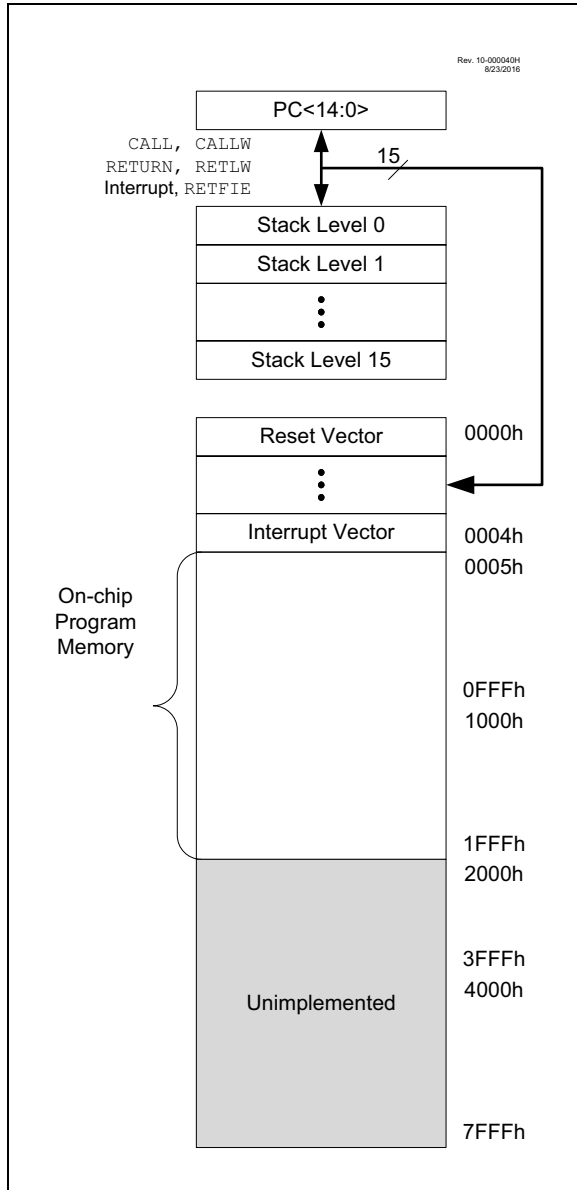 Rev. 10-000040H
8/23/2016
PC<14:0>
CALL, CALLW
RETURN, RETLW
Interrupt, RETFIE
15
Stack Level 0
Stack Level 1
Stack Level 15
Reset Vector
0000h
Interrupt Vector
0004h
0005h
On-chip
Program
Memory
0FFFh
1000h
1FFFh
2000h
3FFFh
Unimplemented
4000h
7FFFh